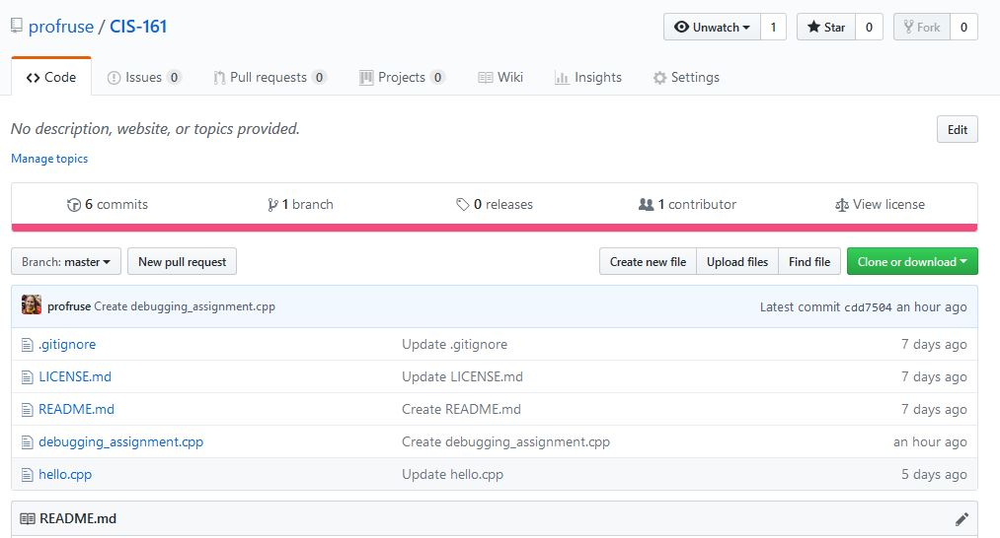 profruse / CIS-161 Unwatch 1 Star 0 Fork 0
Code Issues 0 Pull requests 0 Projects 0 Wiki Insights Settings
No description, website, or topics provided. Edit
Manage topics
6 commits 1 branch 0 releases 1 contributor View license
Branch: master New pull request Create new file Upload files Find file Clone or download
profruse Create debugging_assignment.cpp Latest commit cdd7504 an hour ago
.gitignore Update .gitignore 7 days ago
LICENSE.md Update LICENSE.md 7 days ago
README.md Create README.md 7 days ago
debugging_assignment.cpp Create debugging_assignment.cpp an hour ago
hello.cpp Update hello.cpp 5 days ago
README.md